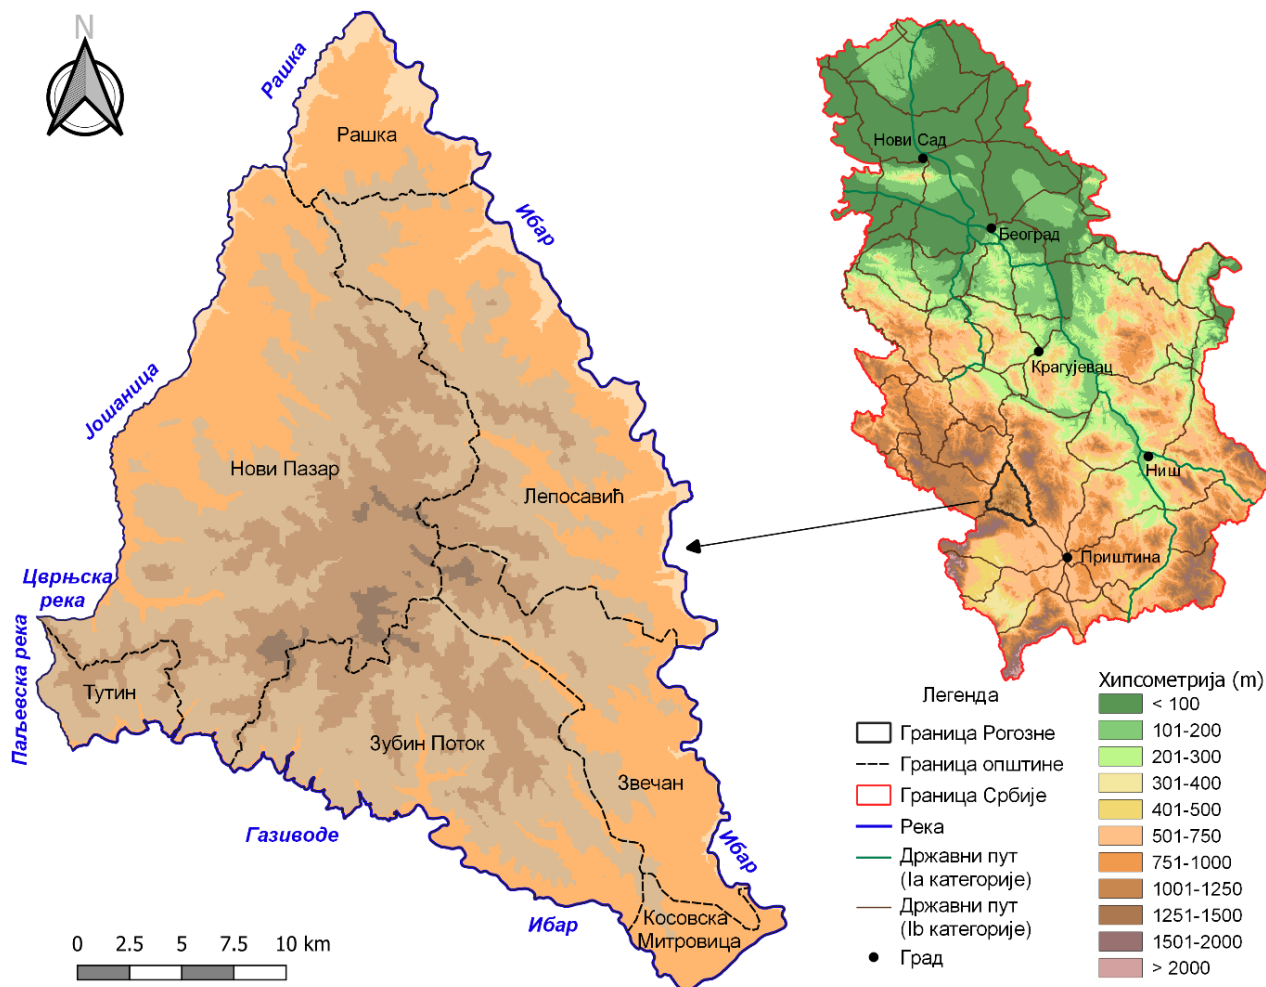 N
Рашка
Рашка
Ибар
Јошаница
Нови Пазар
Лепосавић
Цврњска
река
Паљевска река
Тутин
Зубин Поток
Звечан
Газиводе
Ибар
Ибар
Косовска
Митровица
0 2.5 5 7.5 10 km
Нови Сад
Београд
Крагујевац
Ниш
Приштина
Легенда
Граница Рогозне
Граница општине
Граница Србије
Река
Државни пут
(Ia категорије)
Државни пут
(Ib категорије)
Град
Хипсометрија (m)
< 100
101-200
201-300
301-400
401-500
501-750
751-1000
1001-1250
1251-1500
1501-2000
> 2000